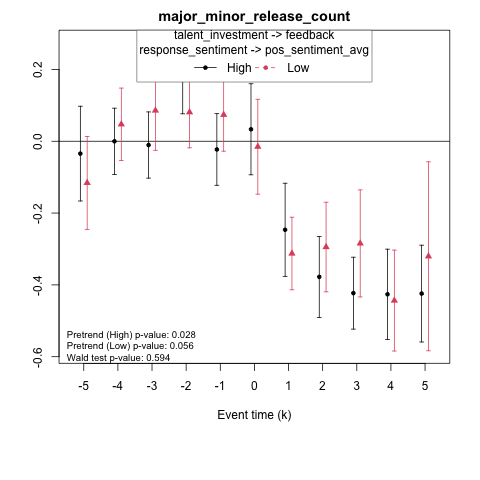 major_minor_release_count
talent_investment -> feedback
response_sentiment -> pos_sentiment_avg
High Low
0.2
0.0
-0.2
-0.4
-0.6
Pretrend (High) p-value: 0.028
Pretrend (Low) p-value: 0.056
Wald test p-value: 0.594
-5 -4 -3 -2 -1 0 1 2 3 4 5
Event time (k)